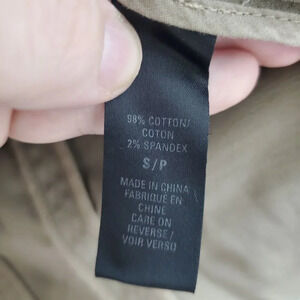 98% COTTON/
COTON
2% SPANDEX
S/P
MADE IN CHINA
FABRIQUÉ EN
CHINE
CARE ON
REVERSE/
VOIR VERSO